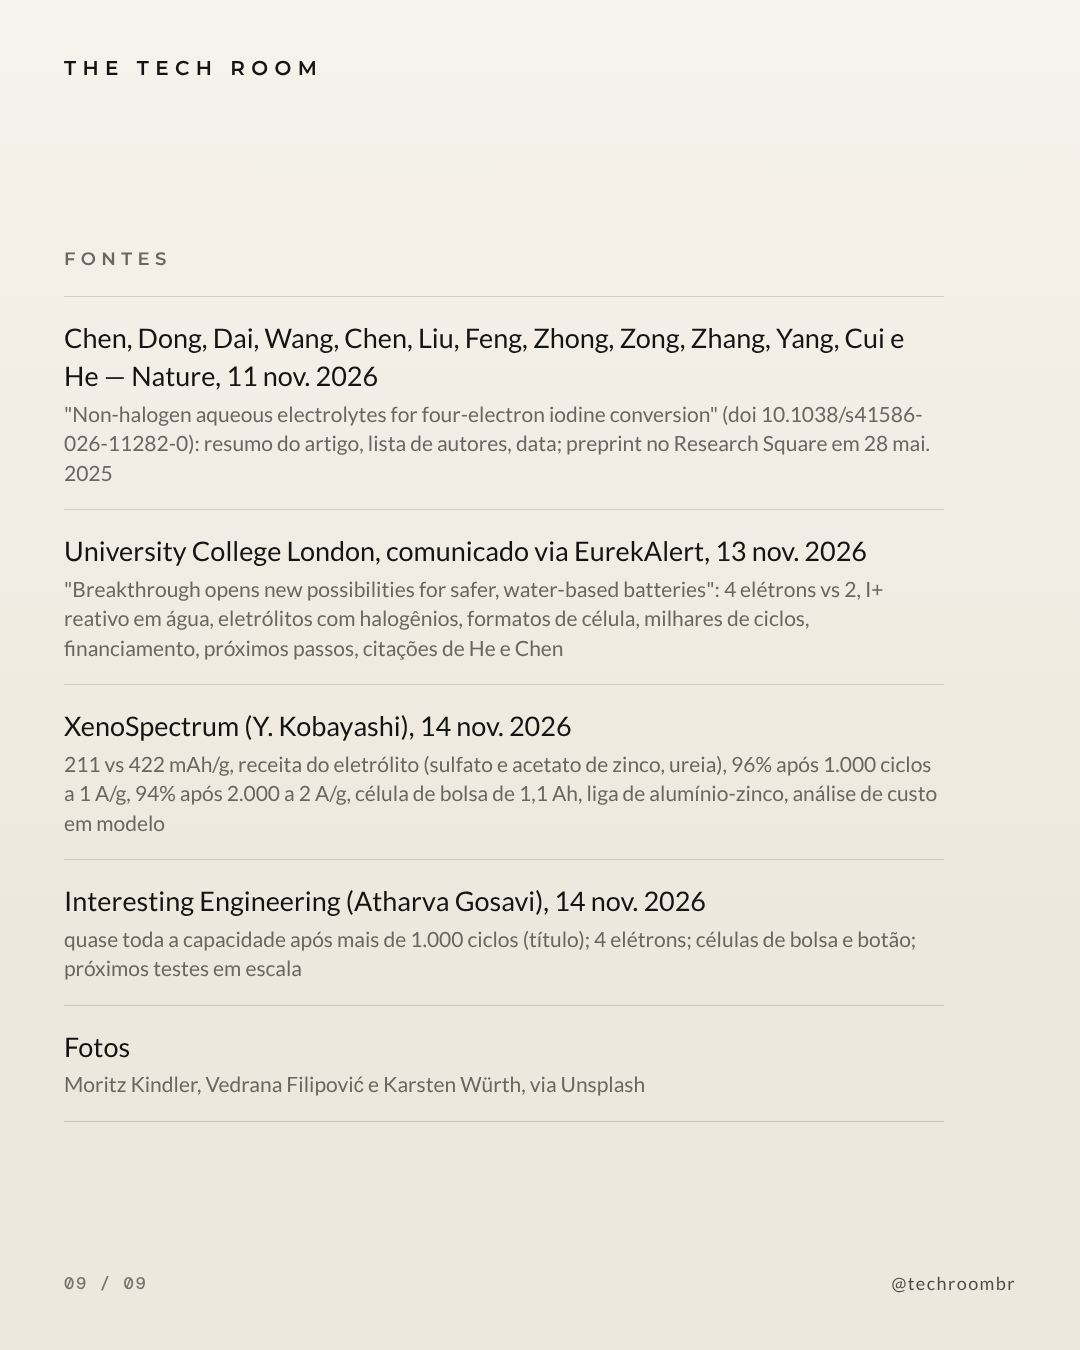 THE TECH ROOM
FONTES
Chen, Dong, Dai, Wang, Chen, Liu, Feng, Zhong, Zong, Zhang, Yang, Cui e
He — Nature, 11 nov. 2026
"Non-halogen aqueous electrolytes for four-electron iodine conversion" (doi 10.1038/s41586-
026-11282-0): resumo do artigo, lista de autores, data; preprint no Research Square em 28 mai.
2025
University College London, comunicado via EurekAlert, 13 nov. 2026
"Breakthrough opens new possibilities for safer, water-based batteries": 4 elétrons vs 2, I+
reativo em água, eletrólitos com halogênios, formatos de célula, milhares de ciclos,
financiamento, próximos passos, citações de He e Chen
XenoSpectrum (Y. Kobayashi), 14 nov. 2026
211 vs 422 mAh/g, receita do eletrólito (sulfato e acetato de zinco, ureia), 96% após 1.000 ciclos
a 1 A/g, 94% após 2.000 a 2 A/g, célula de bolsa de 1,1 Ah, liga de alumínio-zinco, análise de custo
em modelo
Interesting Engineering (Atharva Gosavi), 14 nov. 2026
quase toda a capacidade após mais de 1.000 ciclos (título); 4 elétrons; células de bolsa e botão;
próximos testes em escala
Fotos
Moritz Kindler, Vedrana Filipović e Karsten Würth, via Unsplash
09 / 09
@techroombr